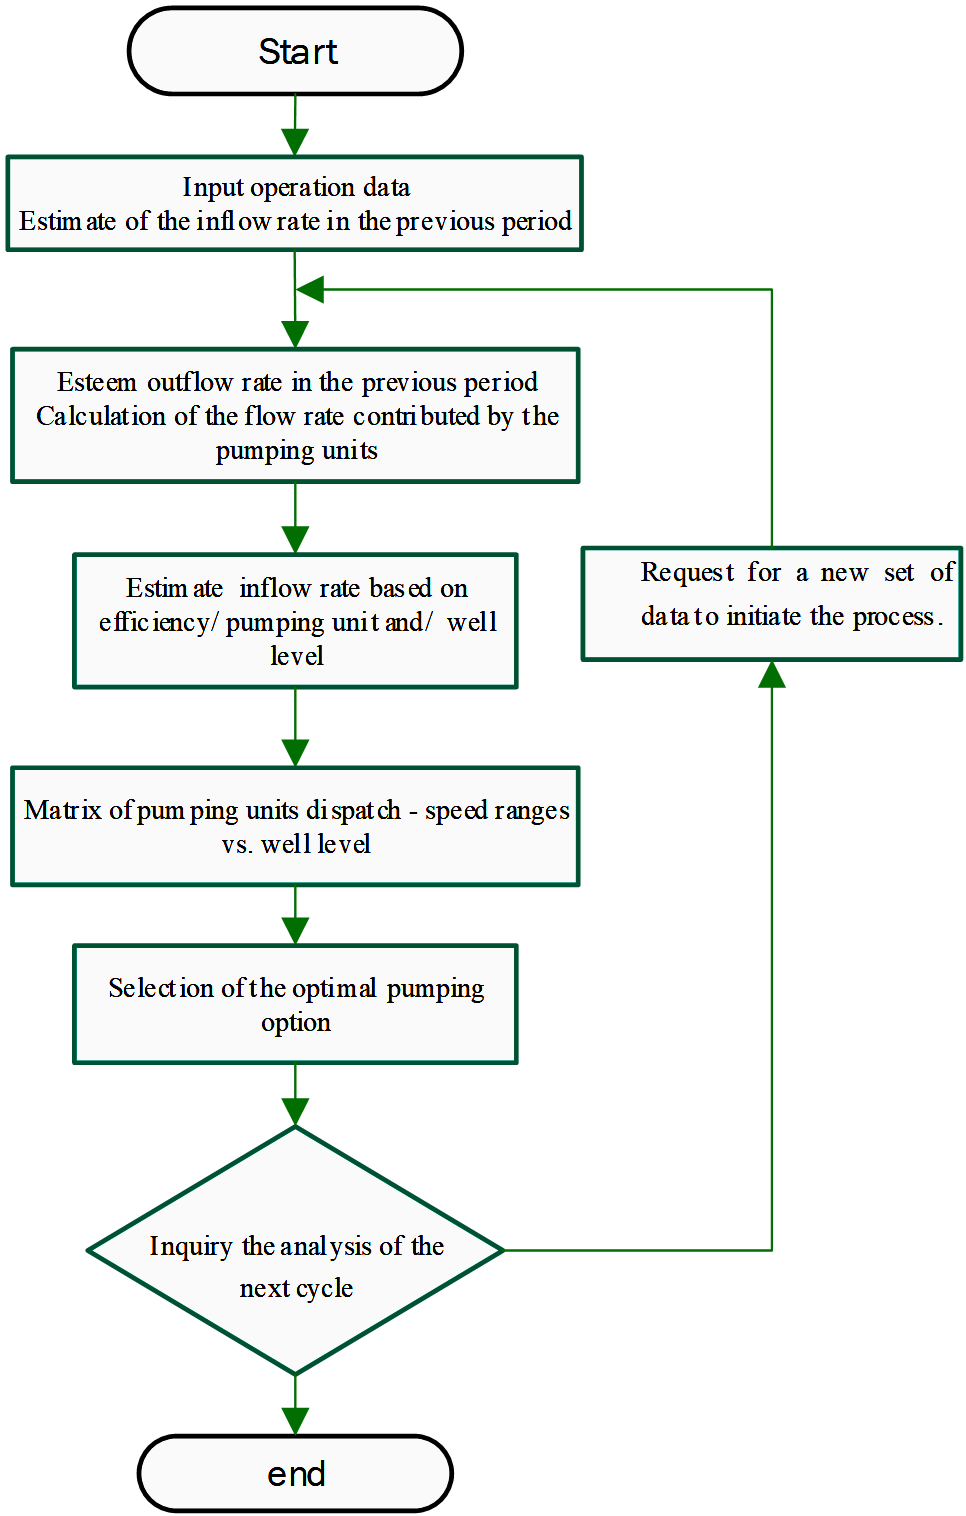 Start
Input operation data
Estimate of the inflow rate in the previous period
Esteem outflow rate in the previous period
Calculation of the flow rate contributed by the
pumping units
Estimate inflow rate based on
efficiency/ pumping unit and/ well
level
Request for a new set of
data to initiate the process.
Matrix of pumping units dispatch - speed ranges
vs. well level
Selection of the optimal pumping
option
Inquiry the analysis of the
next cycle
end